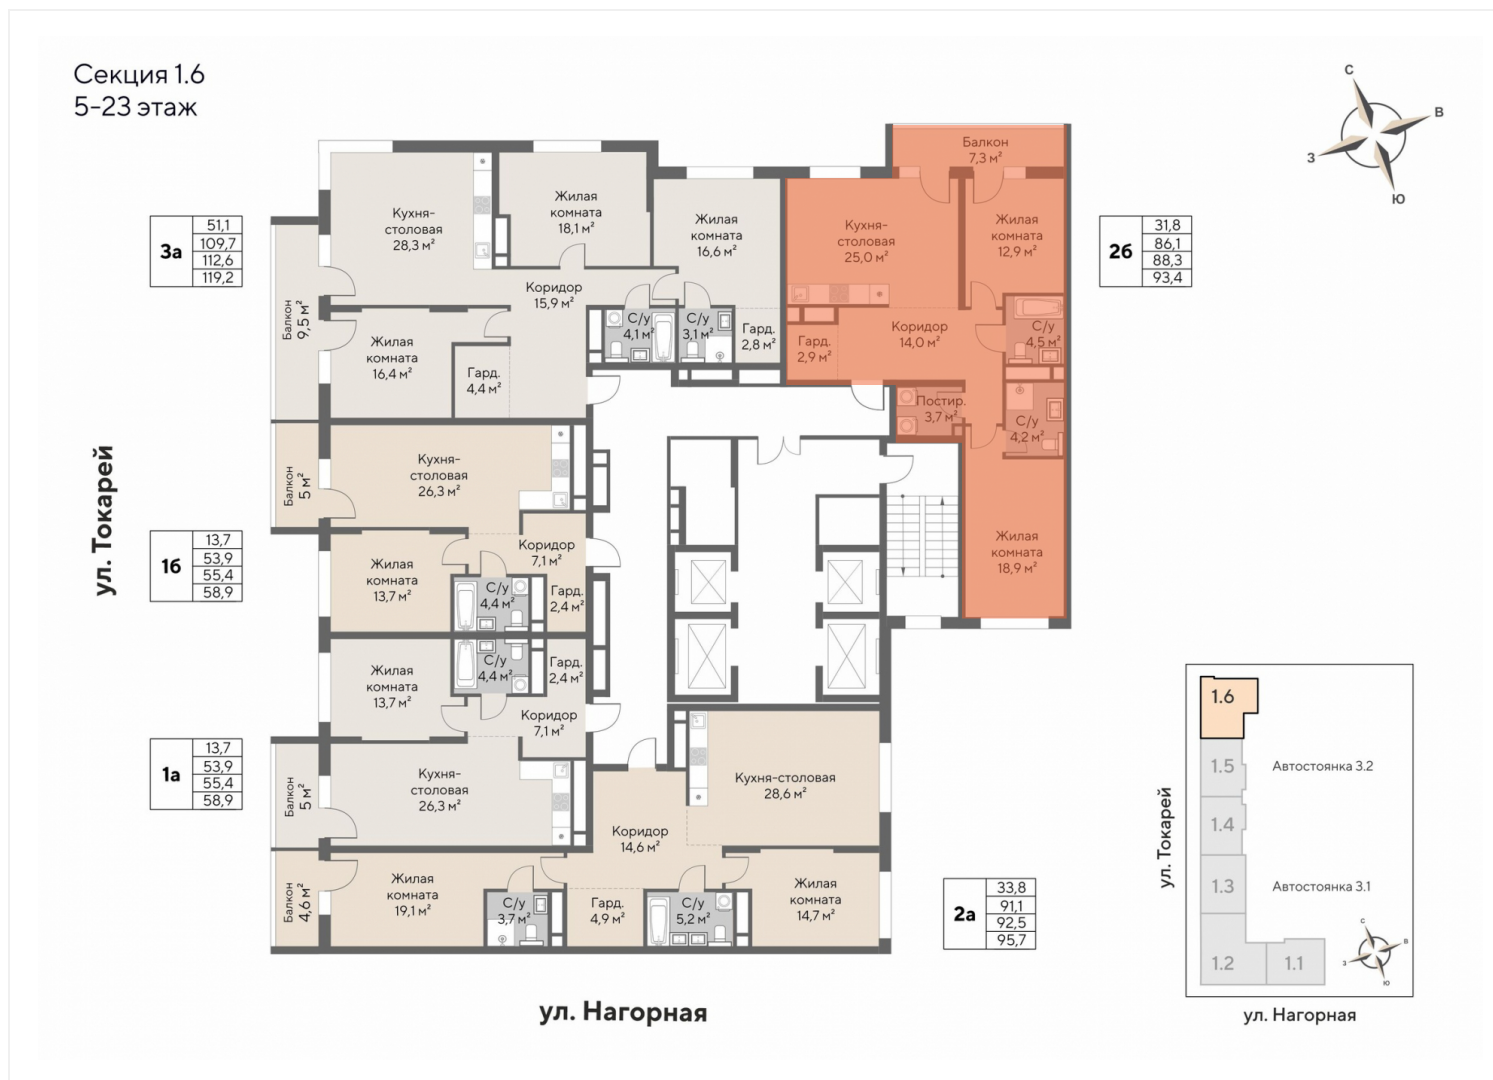 Секция 1.6
5-23 этаж
С
В
З
Ю
3а
51,1
109,7
112,6
119,2
Кухня-
столовая
28,3 м²
Жилая
комната
18,1 м²
Жилая
комната
16,6 м²
Коридор
15,9 м²
Балкон
9,5 м²
Жилая
комната
16,4 м²
Гард.
4,4 м²
С/у
4,1 м²
С/у
3,1 м²
Гард.
2,8 м²
Балкон
7,3 м²
Кухня-
столовая
25,0 м²
Жилая
комната
12,9 м²
Коридор
14,0 м²
Гард.
2,9 м²
С/у
4,5 м²
Постир.
3,7 м²
С/у
4,2 м²
Жилая
комната
18,9 м²
2б
31,8
86,1
88,3
93,4
ул. Токарей
Балкон
5 м²
Кухня-
столовая
26,3 м²
1б
13,7
53,9
55,4
58,9
Жилая
комната
13,7 м²
Коридор
7,1 м²
С/у
4,4 м²
Гард.
2,4 м²
Жилая
комната
13,7 м²
С/у
4,4 м²
Гард.
2,4 м²
Коридор
7,1 м²
1а
13,7
53,9
55,4
58,9
Балкон
5 м²
Кухня-
столовая
26,3 м²
Кухня-столовая
28,6 м²
Коридор
14,6 м²
Балкон
4,6 м²
Жилая
комната
19,1 м²
С/у
3,7 м²
Гард.
4,9 м²
С/у
5,2 м²
Жилая
комната
14,7 м²
2а
33,8
91,1
92,5
95,7
ул. Нагорная
1.6
1.5
Автостоянка 3.2
1.4
1.3
Автостоянка 3.1
1.2
1.1
ул. Токарей
С
В
З
Ю
ул. Нагорная